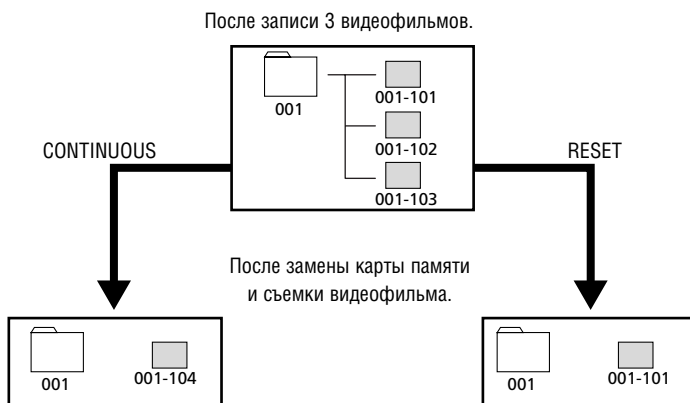 После записи 3 видеофильмов.
001
001-101
001-102
001-103
CONTINUOUS
RESET
После замены карты памяти
и съемки видеофильма.
001
001-104
001
001-101